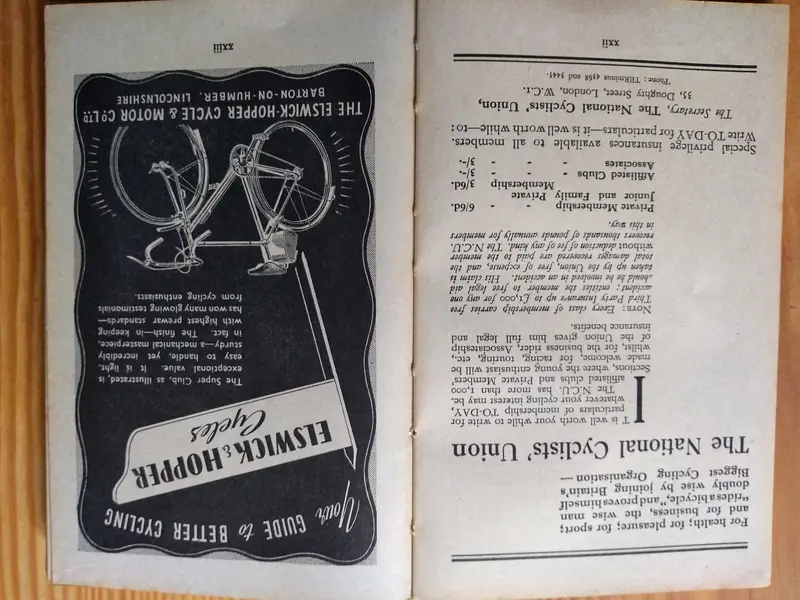 For health; for pleasure; for sport;
and for business, the wise man
"rides a bicycle," and proves himself
doubly wise by joining Britain's
Biggest Cycling Organisation —
The National Cyclists' Union
IT is well worth your while to write for
particulars of membership TO-DAY,
whatever your cycling interest may be.
The N.C.U. has more than 1,000
affiliated clubs and Private Members'
Sections, where the young enthusiast will be
made welcome, for racing, touring, etc.,
whilst, for the business rider, Associateship
of the Union gives him full legal and
insurance benefits.
NOTE: Every class of membership carries free
Third Party Insurance up to £1,000 for any one
accident; entitles the member to free legal aid
should he be involved in an accident. His claim is
taken up by the Union, free of expense, and the
total damages recovered are paid to the member
without deduction of fee of any kind. The N.C.U.
recovers thousands of pounds annually for members
in this way.
Private Membership - - 6/6d.
Junior and Family Private
Membership 3/6d.
Affiliated Clubs - - - 3/-.
Associates - - - 3/-.
Special privilege insurances available to all members.
Write TO-DAY for particulars—it is well worth while—to:
The Secretary, The National Cyclists' Union,
35, Doughty Street, London, W.C.1.
'Phone: TERminus 4368 and 3445.
xxii
Your GUIDE to BETTER CYCLING
ELSWICK & HOPPER
Cycles
The Super Club, as illustrated, is
exceptional value. It is light,
easy to handle, yet incredibly
sturdy—a mechanical masterpiece,
in fact. The finish—in keeping
with highest prewar standards—
has won many glowing testimonials
from cycling enthusiasts.
THE ELSWICK-HOPPER CYCLE & MOTOR CO. LTD
BARTON-ON-HUMBER, LINCOLNSHIRE
xxiii